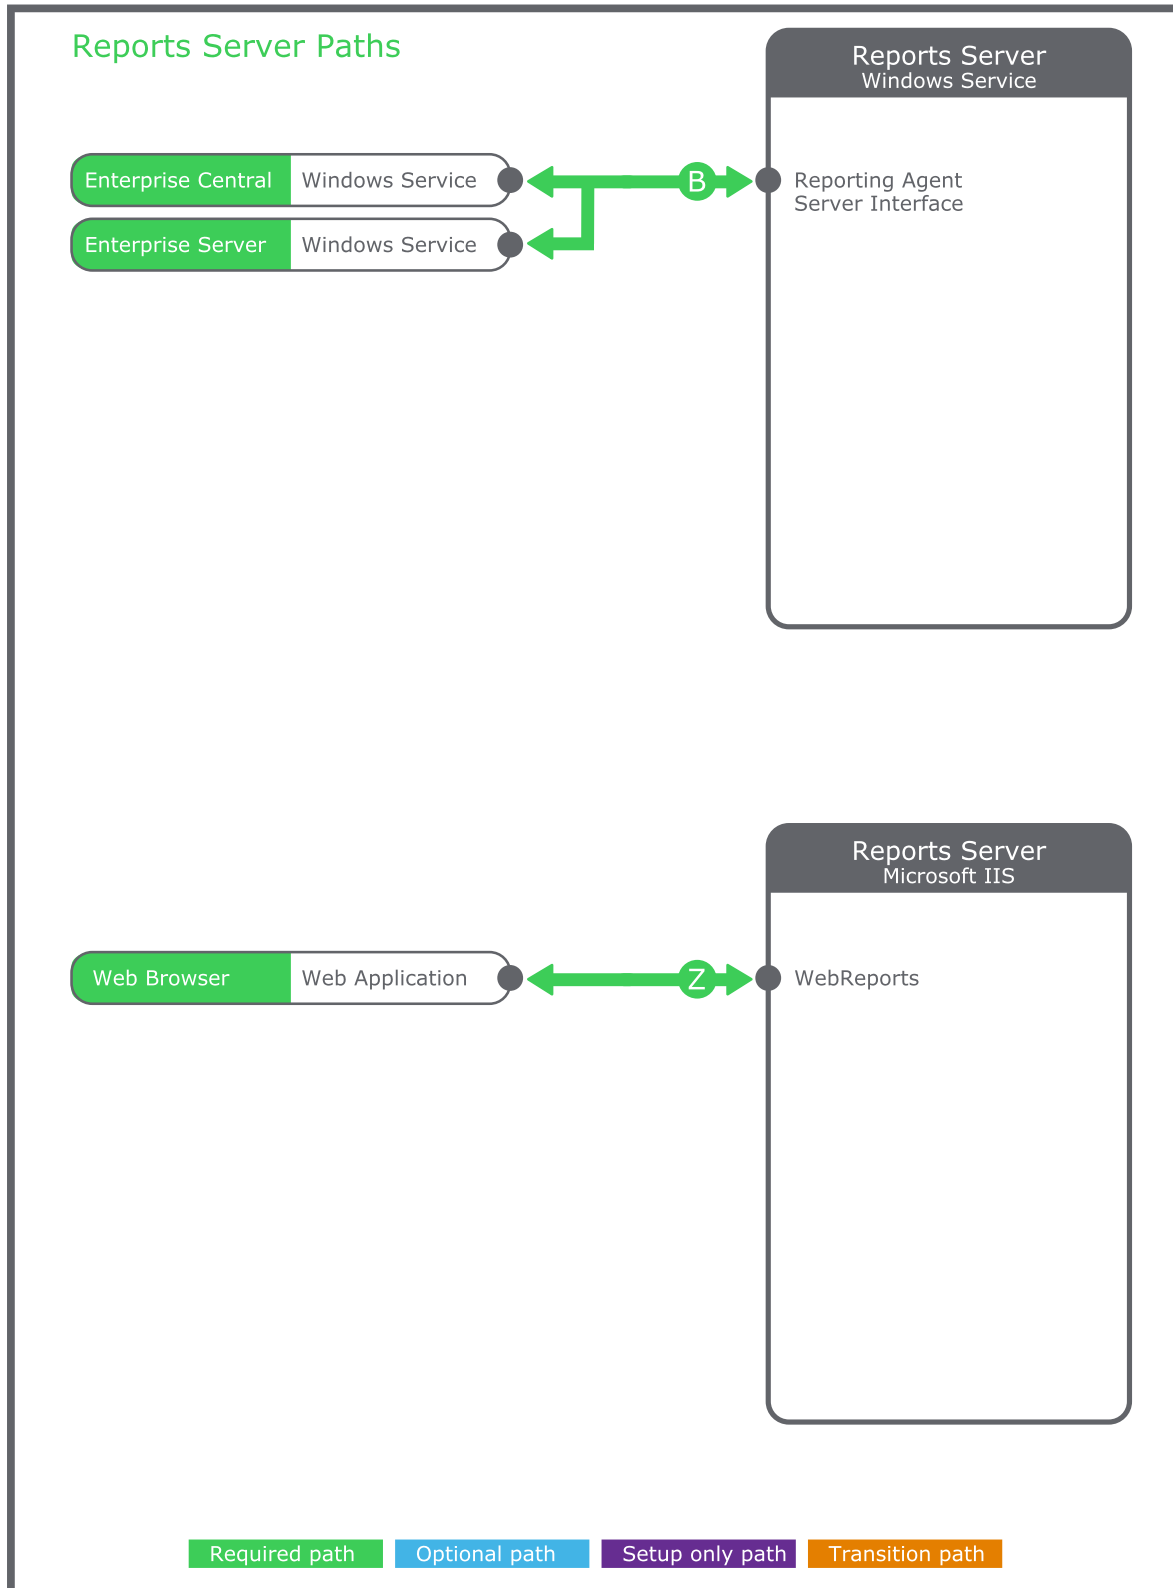 Reports Server Paths
Reports Server
Windows Service
Enterprise Central Windows Service
B
Reporting Agent
Server Interface
Enterprise Server Windows Service
Reports Server
Microsoft IIS
Web Browser Web Application
Z
WebReports
Required path Optional path Setup only path Transition path